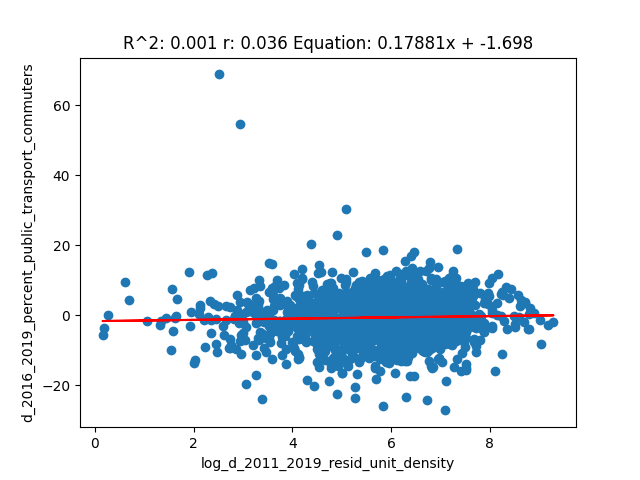 R^2: 0.001 r: 0.036 Equation: 0.17881x + -1.698
d_2016_2019_percent_public_transport_commuters
60
40
20
0
−20
0 2 4 6 8
log_d_2011_2019_resid_unit_density